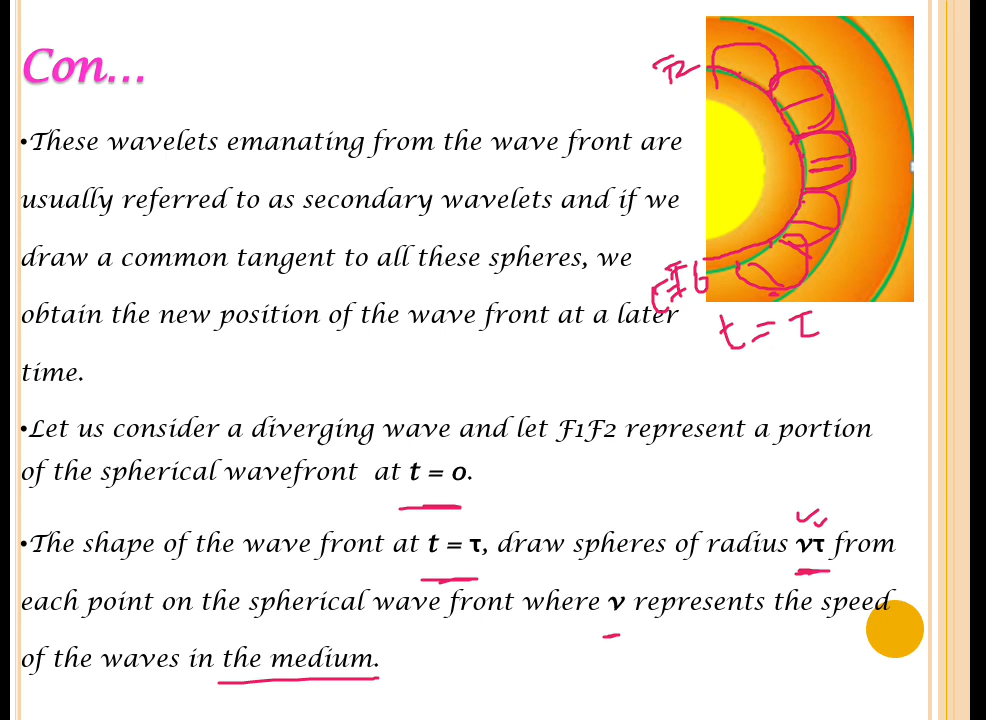 Con...
•These wavelets emanating from the wave front are
usually referred to as secondary wavelets and if we
draw a common tangent to all these spheres, we
obtain the new position of the wave front at a later
time.
•Let us consider a diverging wave and let F1F2 represent a portion
of the spherical wavefront at t = 0.
•The shape of the wave front at t = τ, draw spheres of radius vτ from
each point on the spherical wave front where v represents the speed
of the waves in the medium.
F2
t = τ